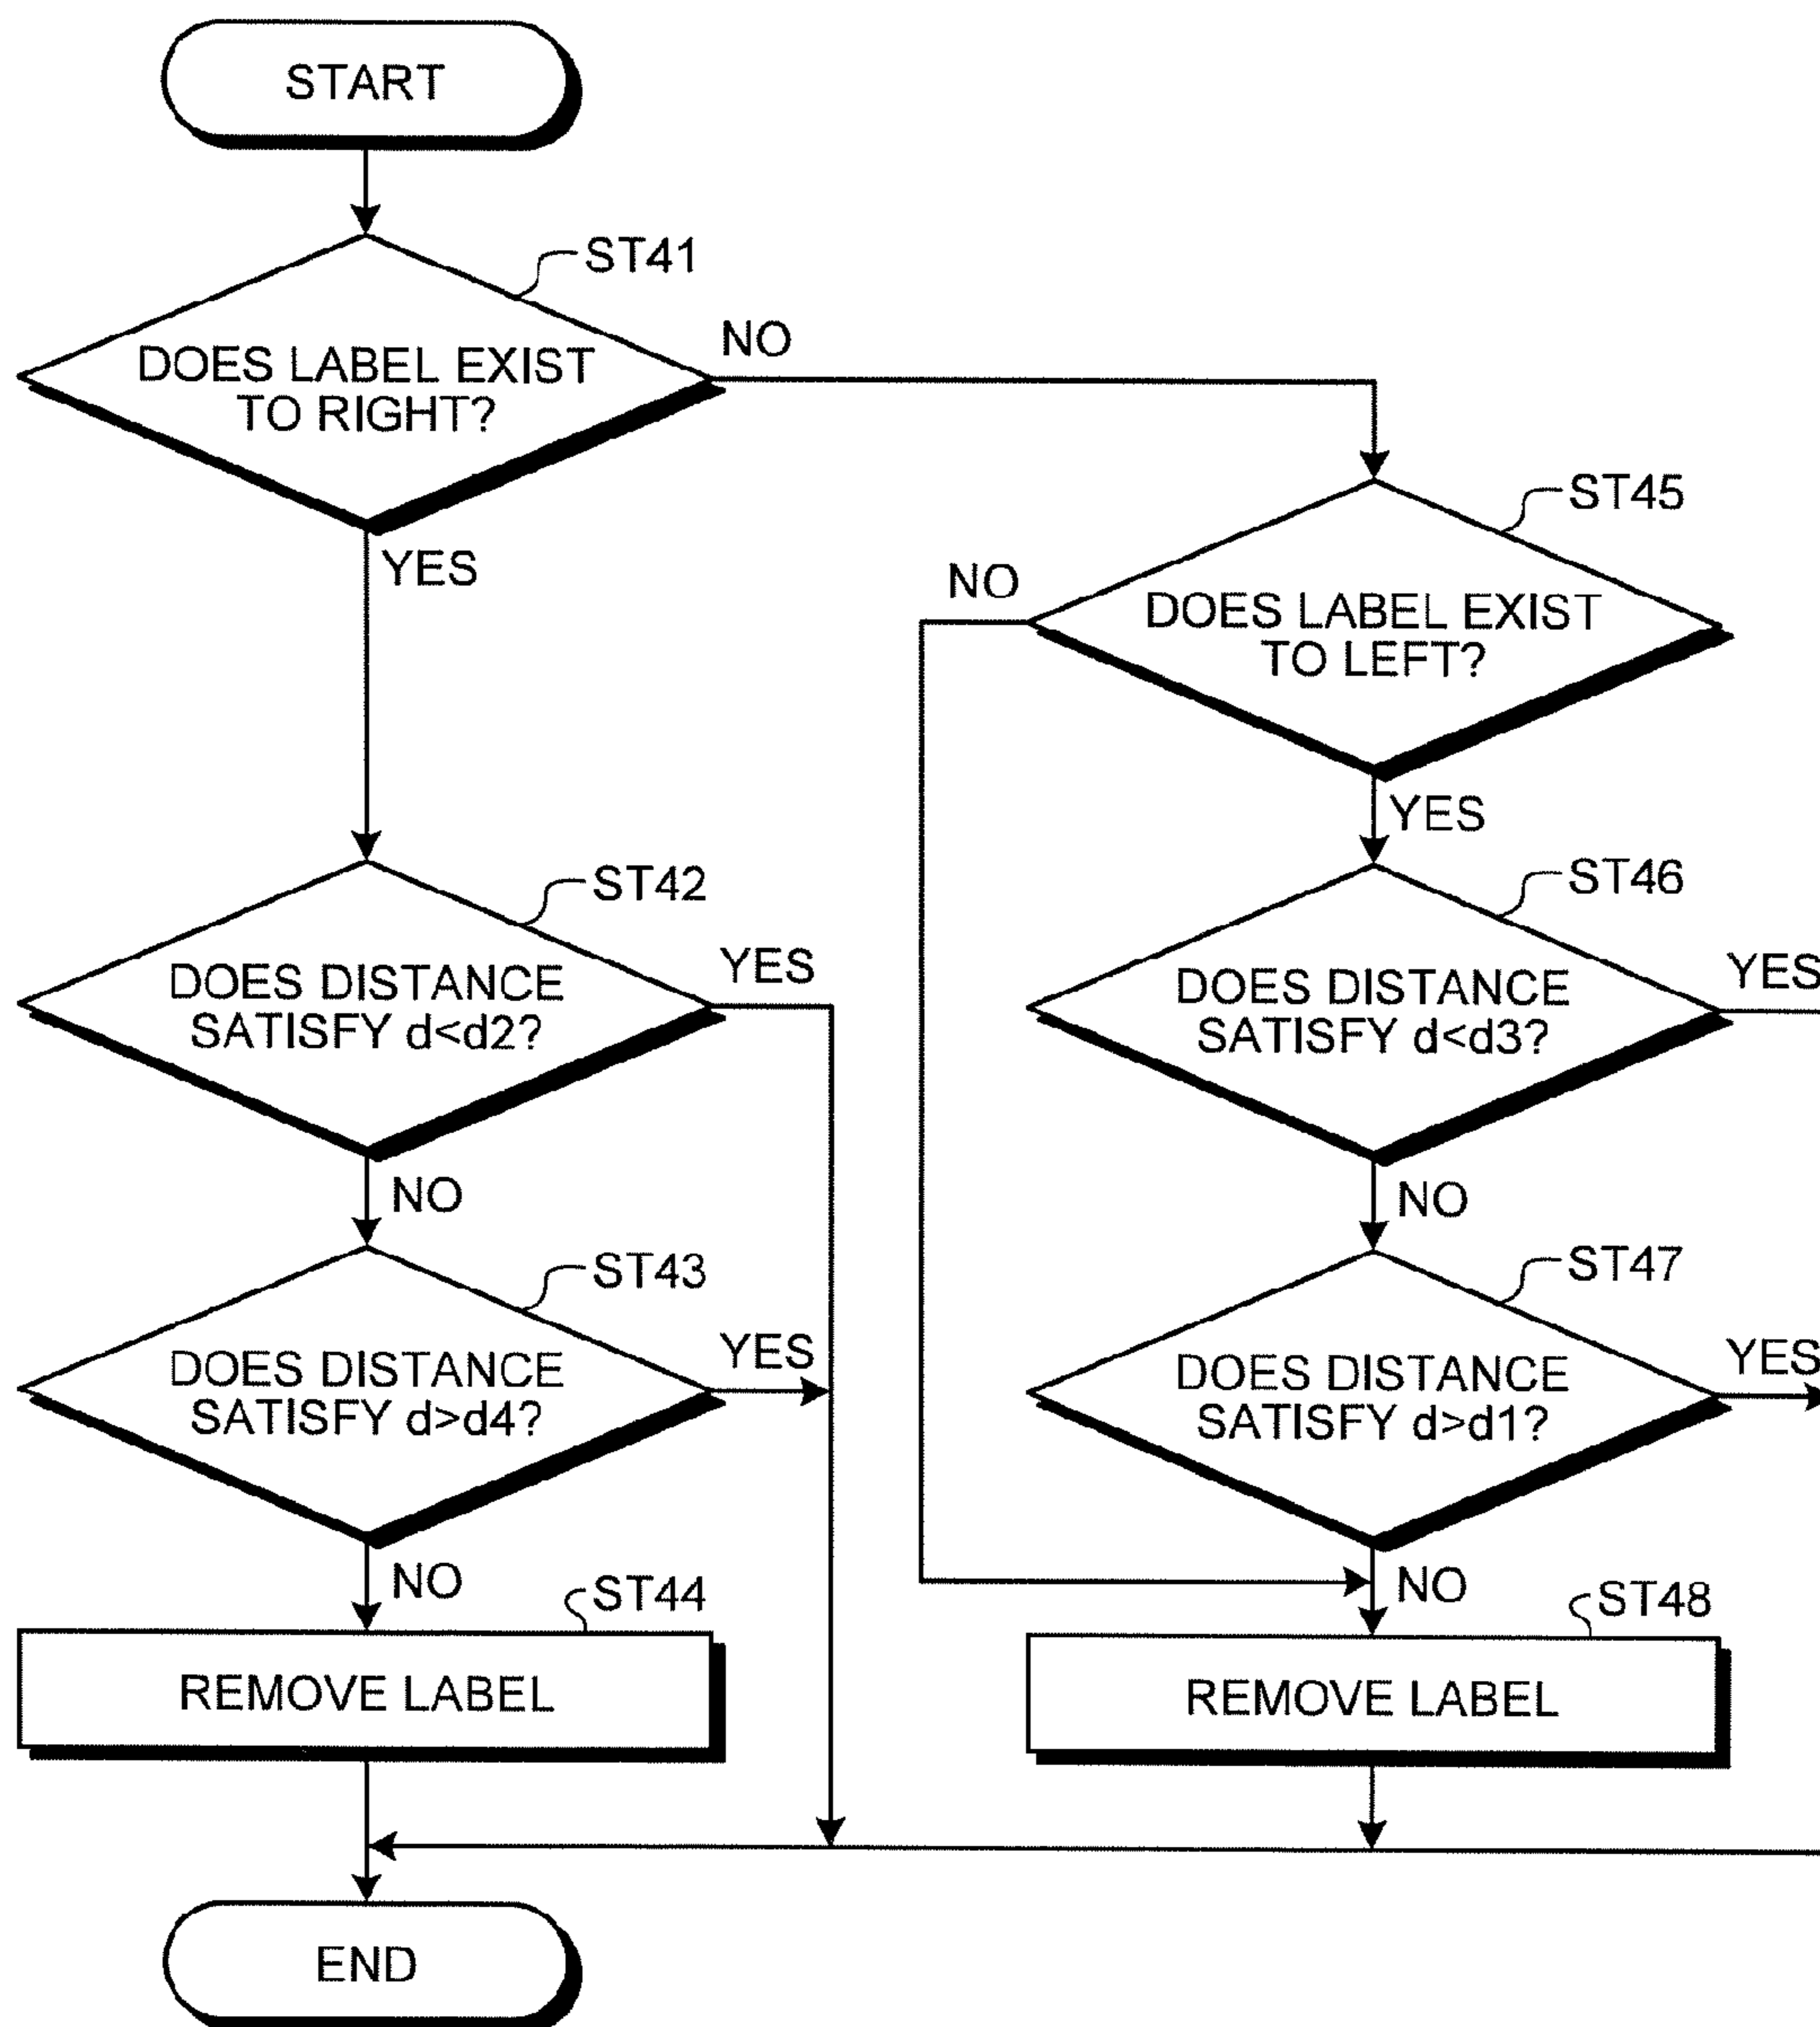 START
ST41
DOES LABEL EXIST
TO RIGHT?
NO
YES
ST45
DOES LABEL EXIST
TO LEFT?
NO
YES
ST42
DOES DISTANCE
SATISFY d<d2?
YES
NO
ST46
DOES DISTANCE
SATISFY d<d3?
YES
NO
ST43
DOES DISTANCE
SATISFY d>d4?
YES
NO
ST47
DOES DISTANCE
SATISFY d>d1?
YES
NO
ST44
REMOVE LABEL
ST48
REMOVE LABEL
END